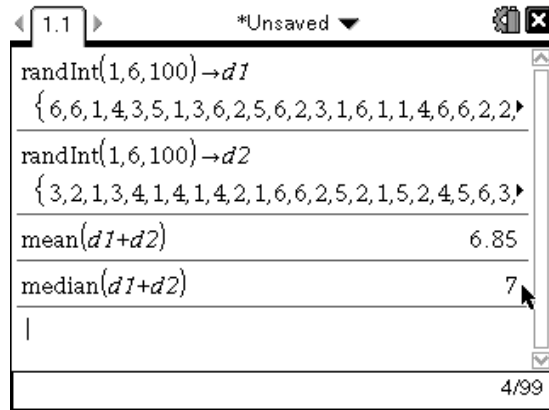 1.1 *Unsaved
randInt(1,6,100)→d1
{6,6,1,4,3,5,1,3,6,2,5,6,2,3,1,6,1,1,4,6,6,2,2,
randInt(1,6,100)→d2
{3,2,1,3,4,1,4,1,4,2,1,6,6,2,5,2,1,5,2,4,5,6,3,
mean(d1+d2) 6.85
median(d1+d2) 7
4/99